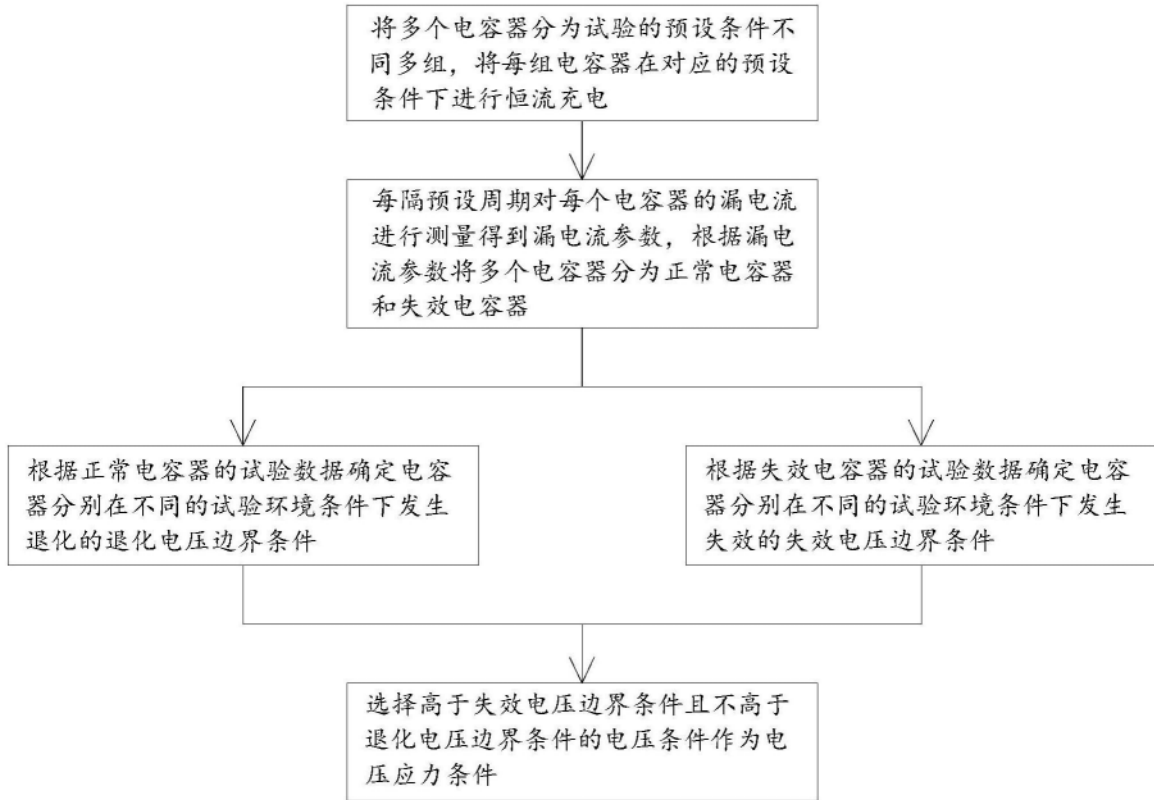 将多个电容器分为试验的预设条件不
同多组，将每组电容器在对应的预设
条件下进行恒流充电
每隔预设周期对每个电容器的漏电流
进行测量得到漏电流参数，根据漏电
流参数将多个电容器分为正常电容器
和失效电容器
根据正常电容器的试验数据确定电容
器分别在不同的试验环境条件下发生
退化的退化电压边界条件
根据失效电容器的试验数据确定电容
器分别在不同的试验环境条件下发生
失效的失效电压边界条件
选择高于失效电压边界条件且不高于
退化电压边界条件的电压条件作为电
压应力条件